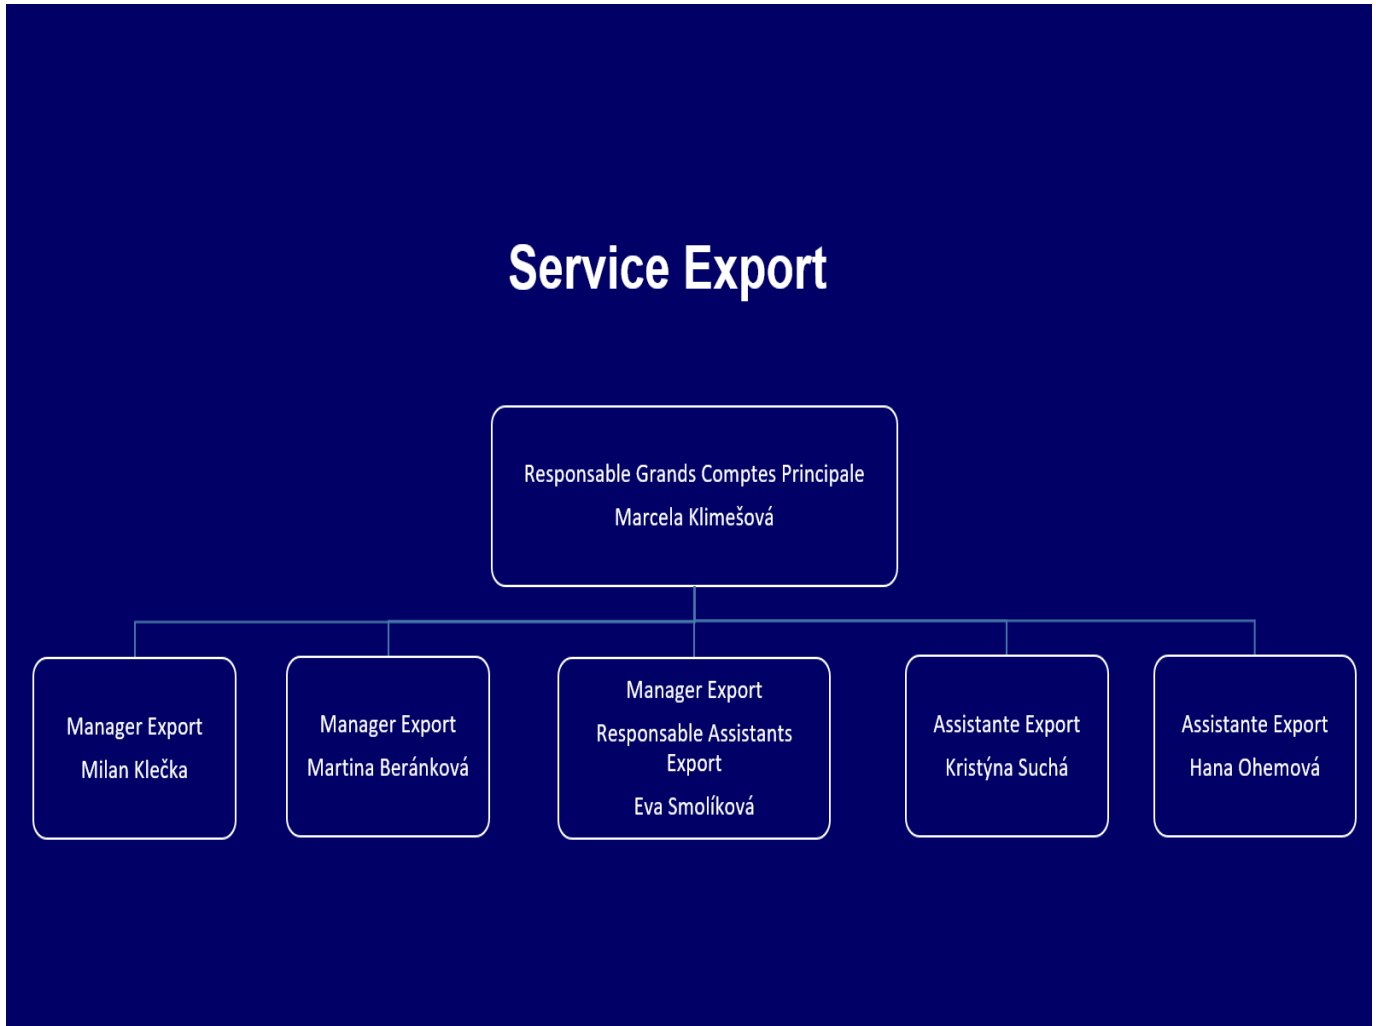 Service Export
Responsable Grands Comptes Principale
Marcela Klimešová
Manager Export
Milan Klečka
Manager Export
Martina Beránková
Manager Export
Responsable Assistants
Export
Eva Smolíková
Assistante Export
Kristýna Suchá
Assistante Export
Hana Ohemová